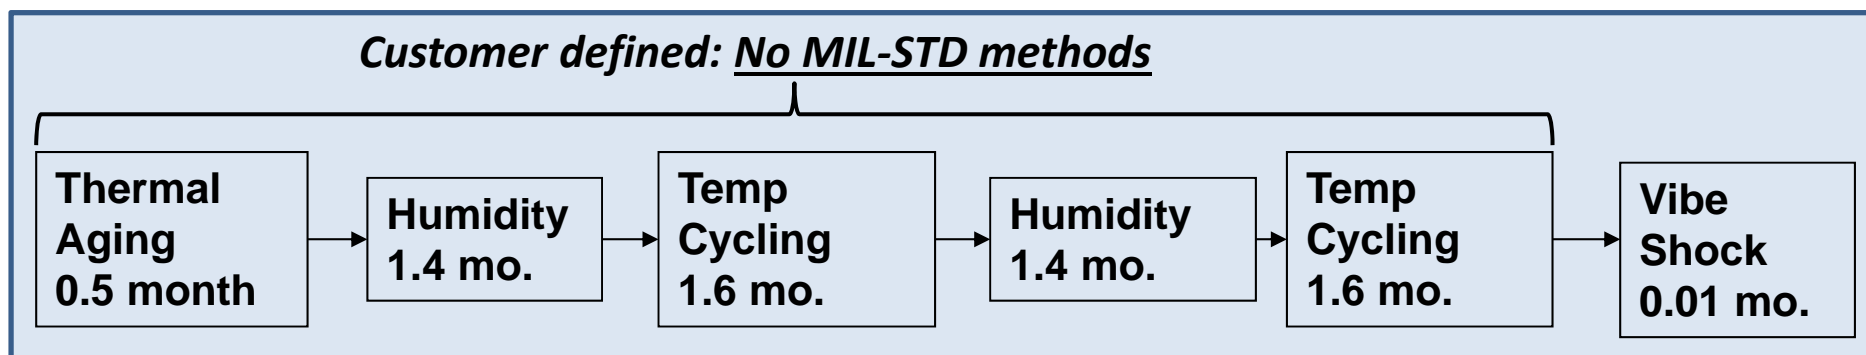 Customer defined: No MIL-STD methods
Thermal
Aging
0.5 month
Humidity
1.4 mo.
Temp
Cycling
1.6 mo.
Humidity
1.4 mo.
Temp
Cycling
1.6 mo.
Vibe
Shock
0.01 mo.